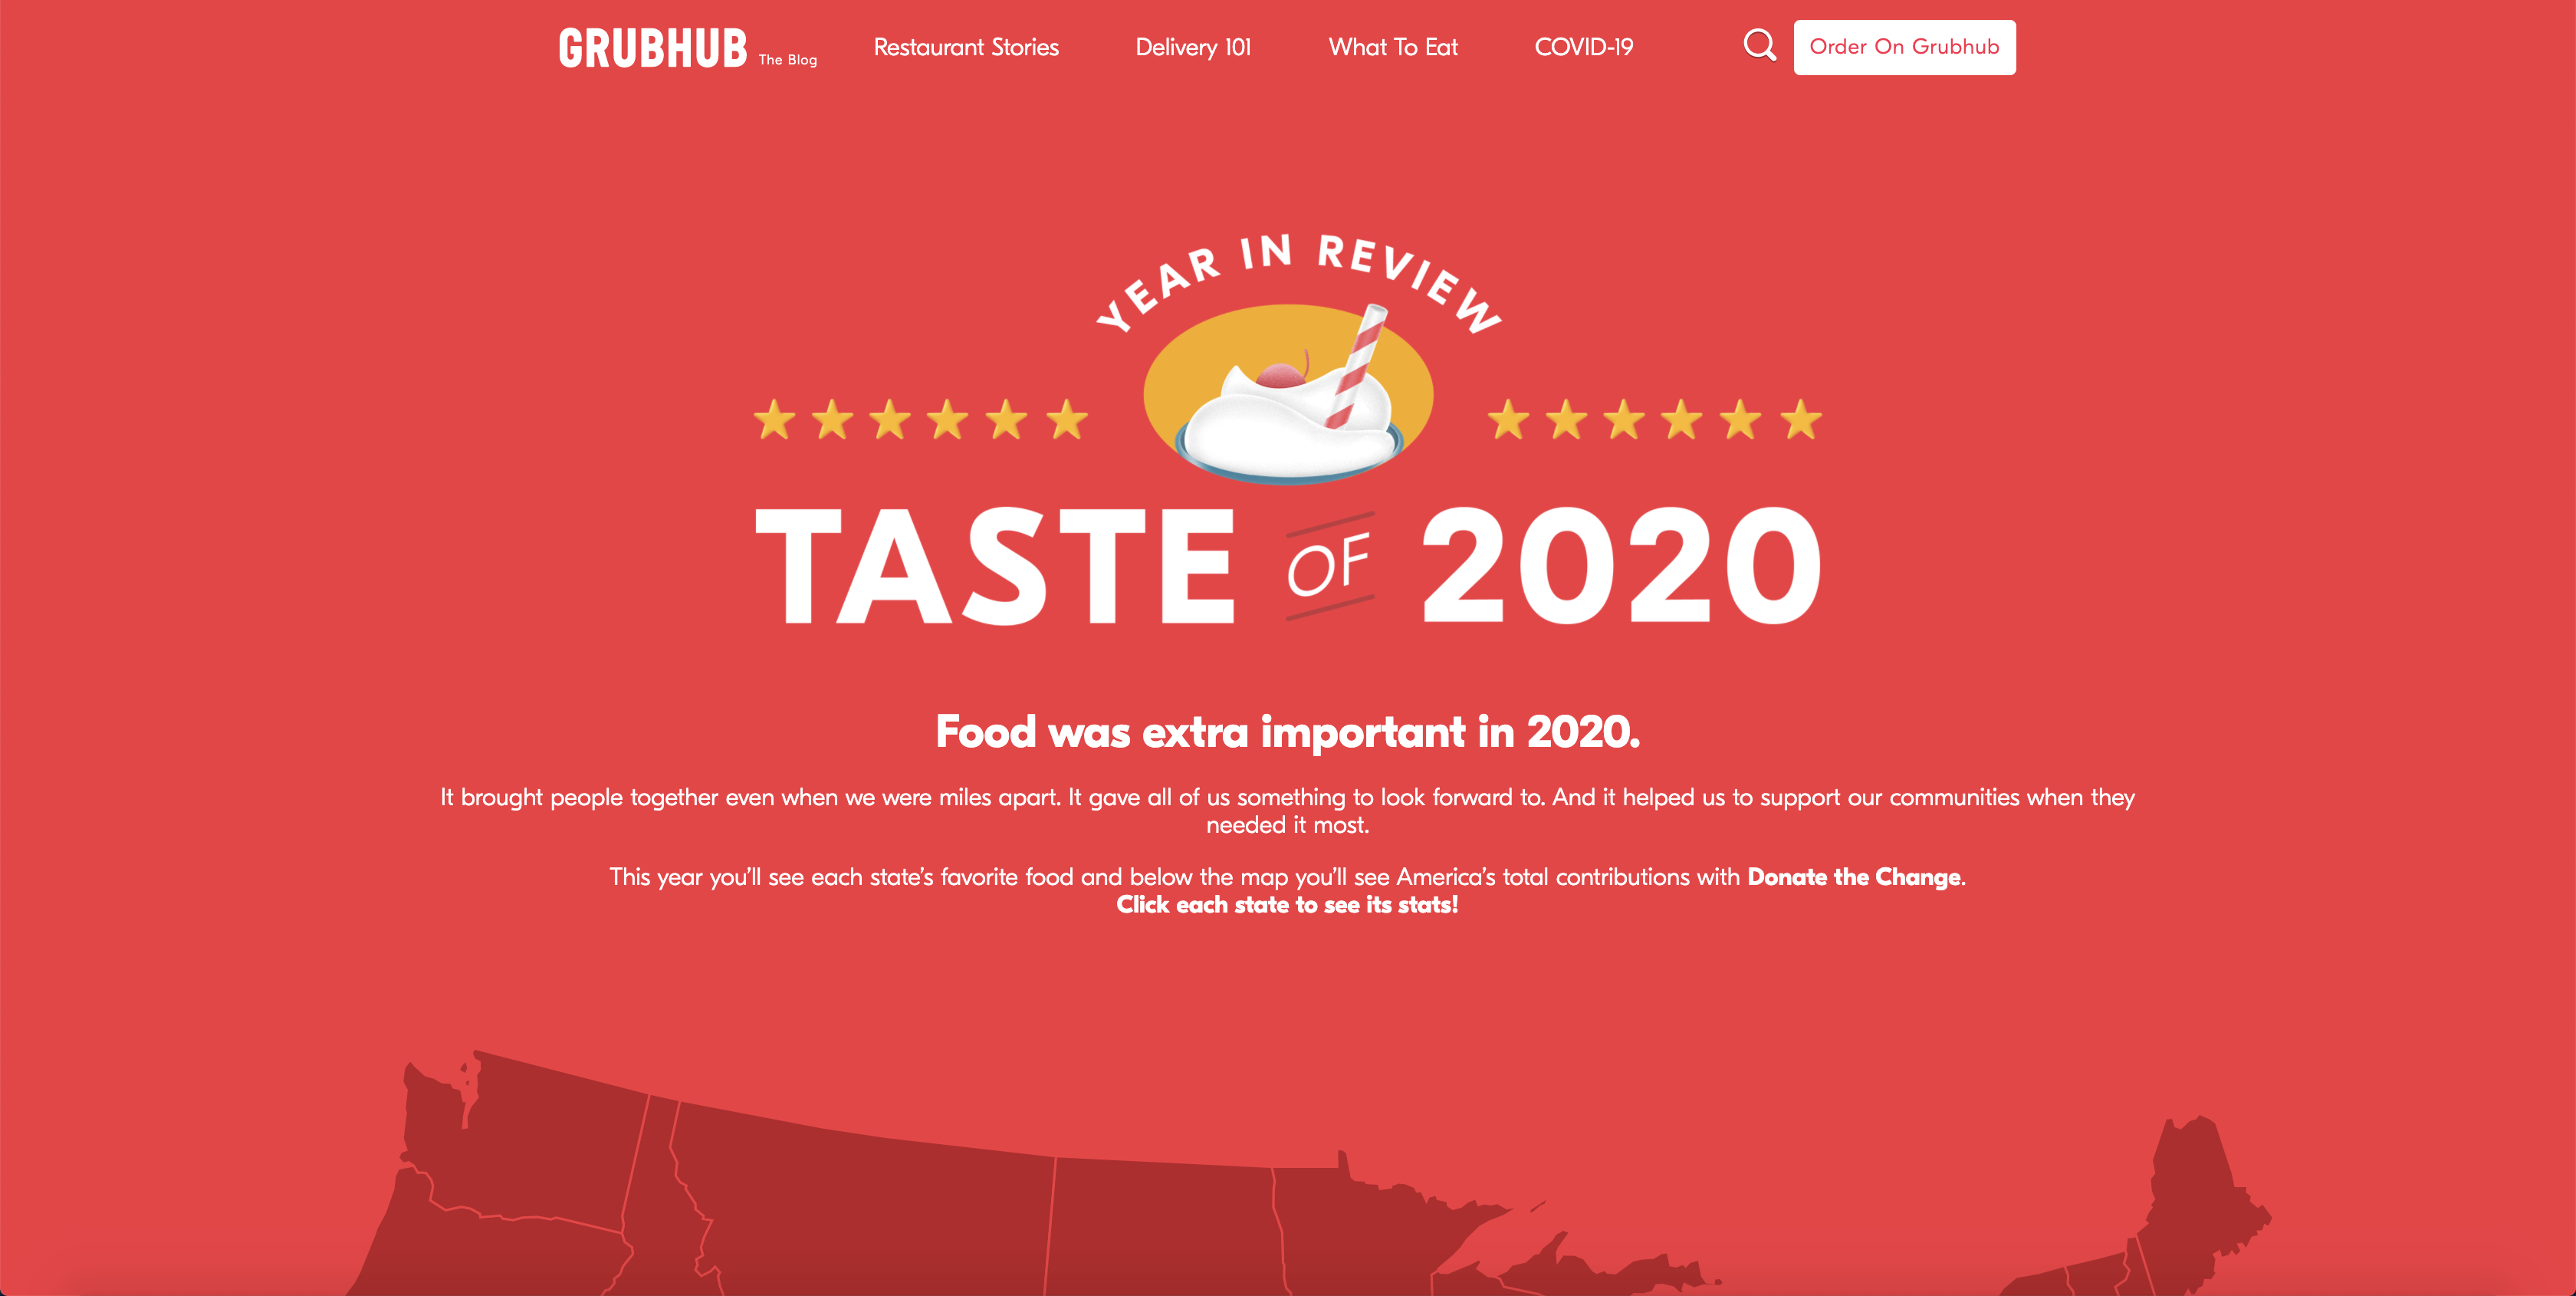 GRUBHUB The Blog
Restaurant Stories
Delivery 101
What To Eat
COVID-19
Order On Grubhub
YEAR IN REVIEW
TASTE OF 2020
Food was extra important in 2020.
It brought people together even when we were miles apart. It gave all of us something to look forward to. And it helped us to support our communities when they
needed it most.
This year you’ll see each state’s favorite food and below the map you’ll see America’s total contributions with Donate the Change.
Click each state to see its stats!